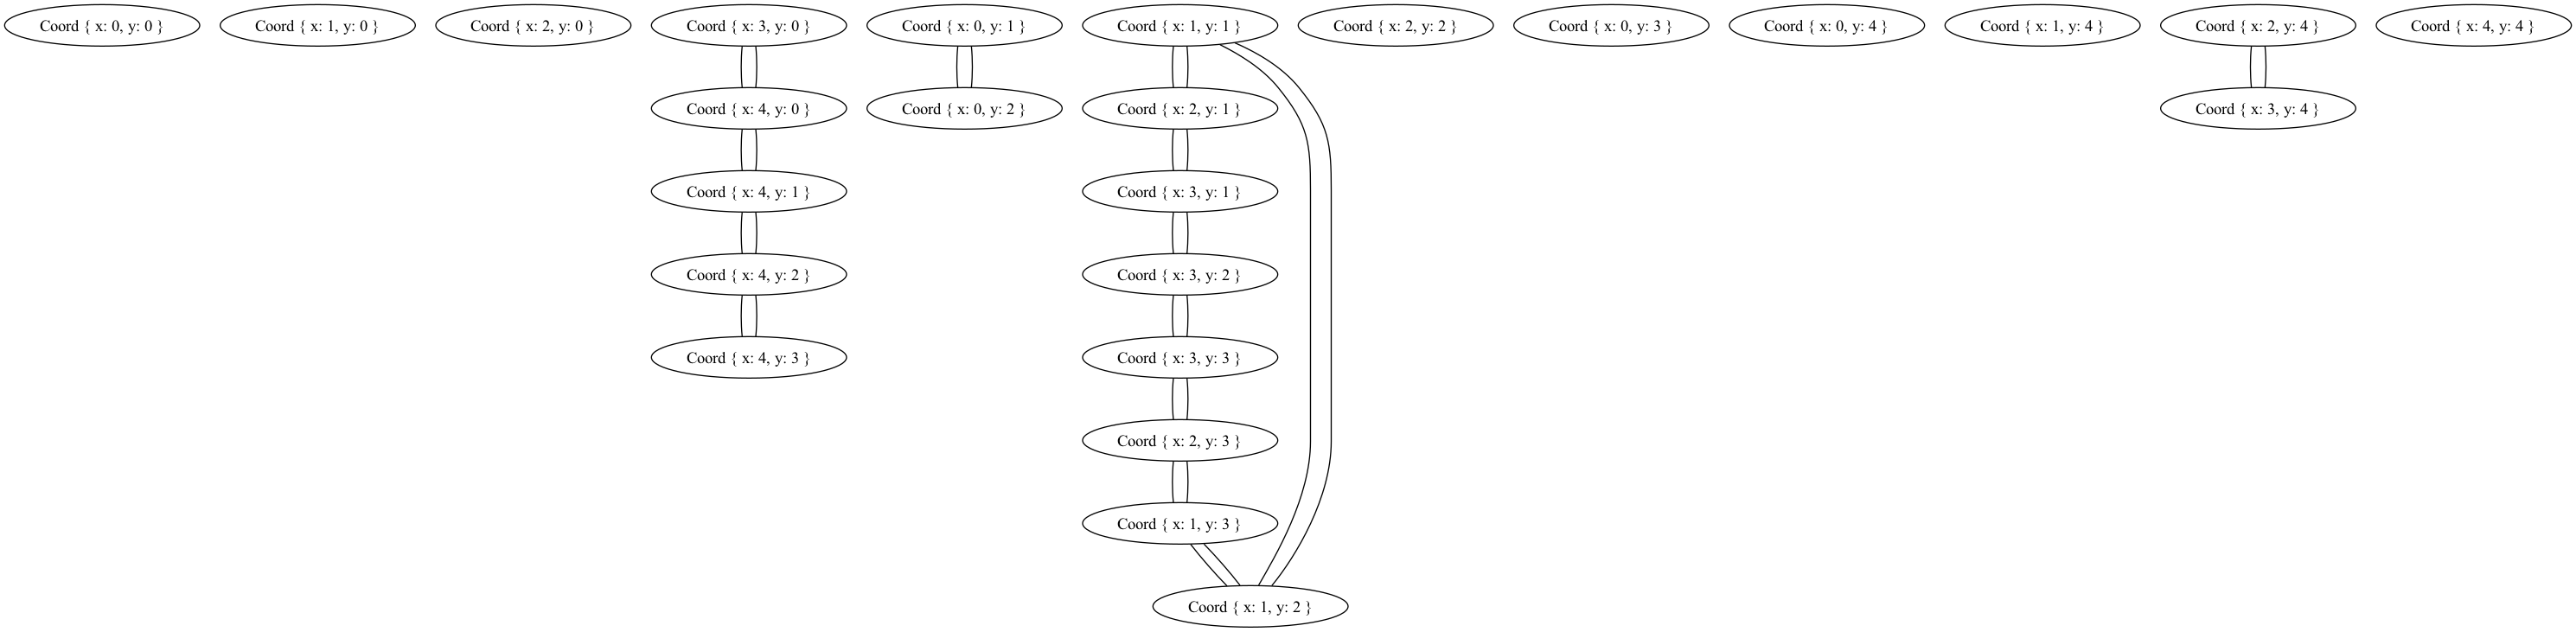 Coord { x: 0, y: 0 }
Coord { x: 1, y: 0 }
Coord { x: 2, y: 0 }
Coord { x: 3, y: 0 }
Coord { x: 0, y: 1 }
Coord { x: 1, y: 1 }
Coord { x: 2, y: 2 }
Coord { x: 0, y: 3 }
Coord { x: 0, y: 4 }
Coord { x: 1, y: 4 }
Coord { x: 2, y: 4 }
Coord { x: 4, y: 4 }
Coord { x: 4, y: 0 }
Coord { x: 0, y: 2 }
Coord { x: 2, y: 1 }
Coord { x: 3, y: 4 }
Coord { x: 4, y: 1 }
Coord { x: 3, y: 1 }
Coord { x: 4, y: 2 }
Coord { x: 3, y: 2 }
Coord { x: 4, y: 3 }
Coord { x: 3, y: 3 }
Coord { x: 2, y: 3 }
Coord { x: 1, y: 3 }
Coord { x: 1, y: 2 }